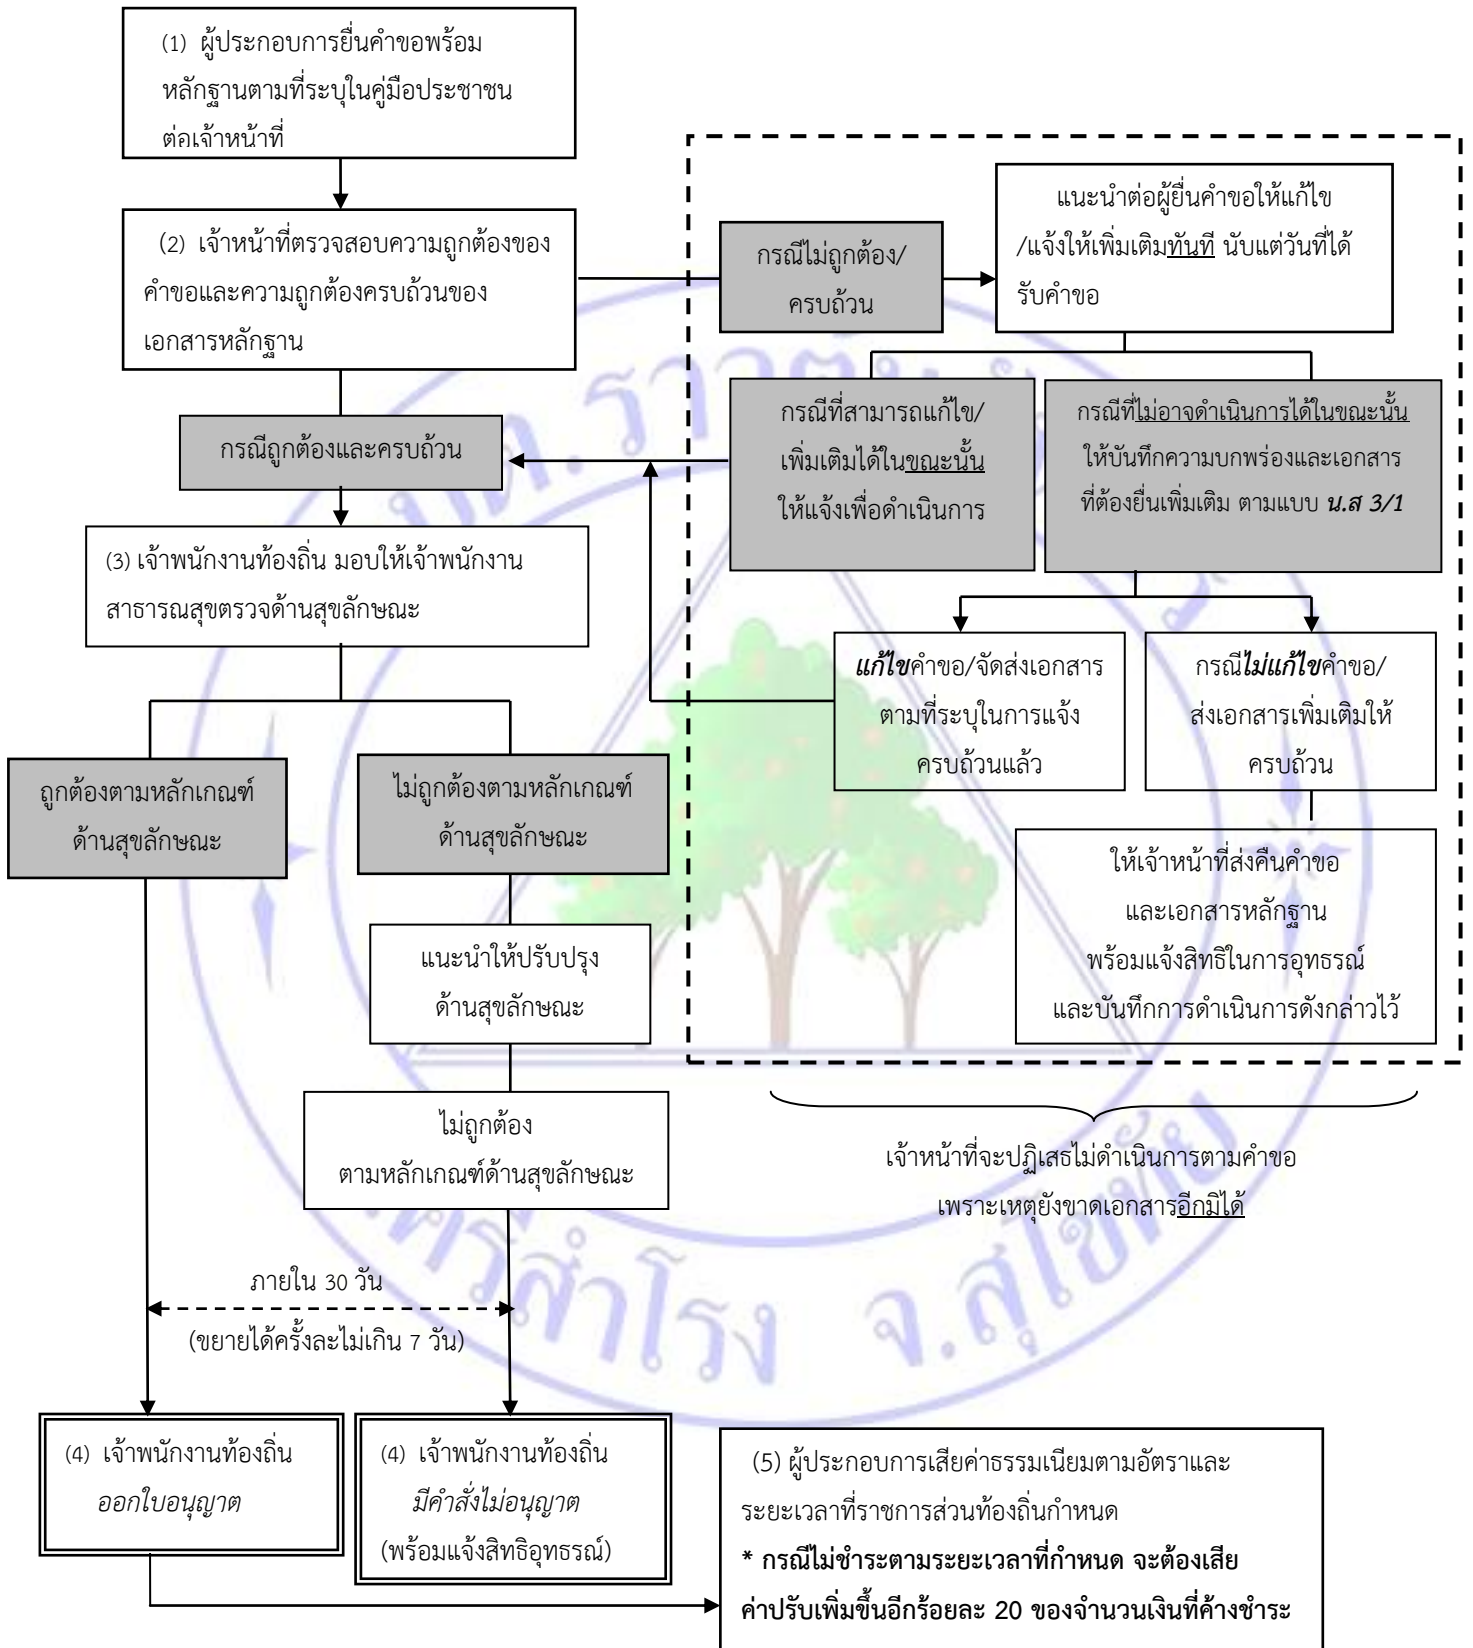 (1) ผู้ประกอบการยื่นคำขอพร้อม
หลักฐานตามที่ระบุในคู่มือประชาชน
ต่อเจ้าหน้าที่
(2) เจ้าหน้าที่ตรวจสอบความถูกต้องของ
คำขอและความถูกต้องครบถ้วนของ
เอกสารหลักฐาน
กรณีไม่ถูกต้อง/
ครบถ้วน
แนะนำต่อผู้ยื่นคำขอให้แก้ไข
/แจ้งให้เพิ่มเติมทันที นับแต่วันที่ได้
รับคำขอ
กรณีถูกต้องและครบถ้วน
กรณีที่สามารถแก้ไข/
เพิ่มเติมได้ในขณะนั้น
ให้แจ้งเพื่อดำเนินการ
กรณีที่ไม่อาจดำเนินการได้ในขณะนั้น
ให้บันทึกความบกพร่องและเอกสาร
ที่ต้องยื่นเพิ่มเติม ตามแบบ น.ส 3/1
(3) เจ้าพนักงานท้องถิ่น มอบให้เจ้าพนักงาน
สาธารณสุขตรวจด้านสุขลักษณะ
แก้ไขคำขอ/จัดส่งเอกสาร
ตามที่ระบุในการแจ้ง
ครบถ้วนแล้ว
กรณีไม่แก้ไขคำขอ/
ส่งเอกสารเพิ่มเติมให้
ครบถ้วน
ถูกต้องตามหลักเกณฑ์
ด้านสุขลักษณะ
ไม่ถูกต้องตามหลักเกณฑ์
ด้านสุขลักษณะ
ให้เจ้าหน้าที่ส่งคืนคำขอ
และเอกสารหลักฐาน
พร้อมแจ้งสิทธิในการอุทธรณ์
และบันทึกการดำเนินการดังกล่าวไว้
แนะนำให้ปรับปรุง
ด้านสุขลักษณะ
ไม่ถูกต้อง
ตามหลักเกณฑ์ด้านสุขลักษณะ
เจ้าหน้าที่จะปฏิเสธไม่ดำเนินการตามคำขอ
เพราะเหตุยังขาดเอกสารอีกมิได้
ภายใน 30 วัน
(ขยายได้ครั้งละไม่เกิน 7 วัน)
(4) เจ้าพนักงานท้องถิ่น
ออกใบอนุญาต
(4) เจ้าพนักงานท้องถิ่น
มีคำสั่งไม่อนุญาต
(พร้อมแจ้งสิทธิอุทธรณ์)
(5) ผู้ประกอบการเสียค่าธรรมเนียมตามอัตราและ
ระยะเวลาที่ราชการส่วนท้องถิ่นกำหนด
* กรณีไม่ชำระตามระยะเวลาที่กำหนด จะต้องเสีย
ค่าปรับเพิ่มขึ้นอีกร้อยละ 20 ของจำนวนเงินที่ค้างชำระ
ศรีสำโรง จ.สุโขทัย